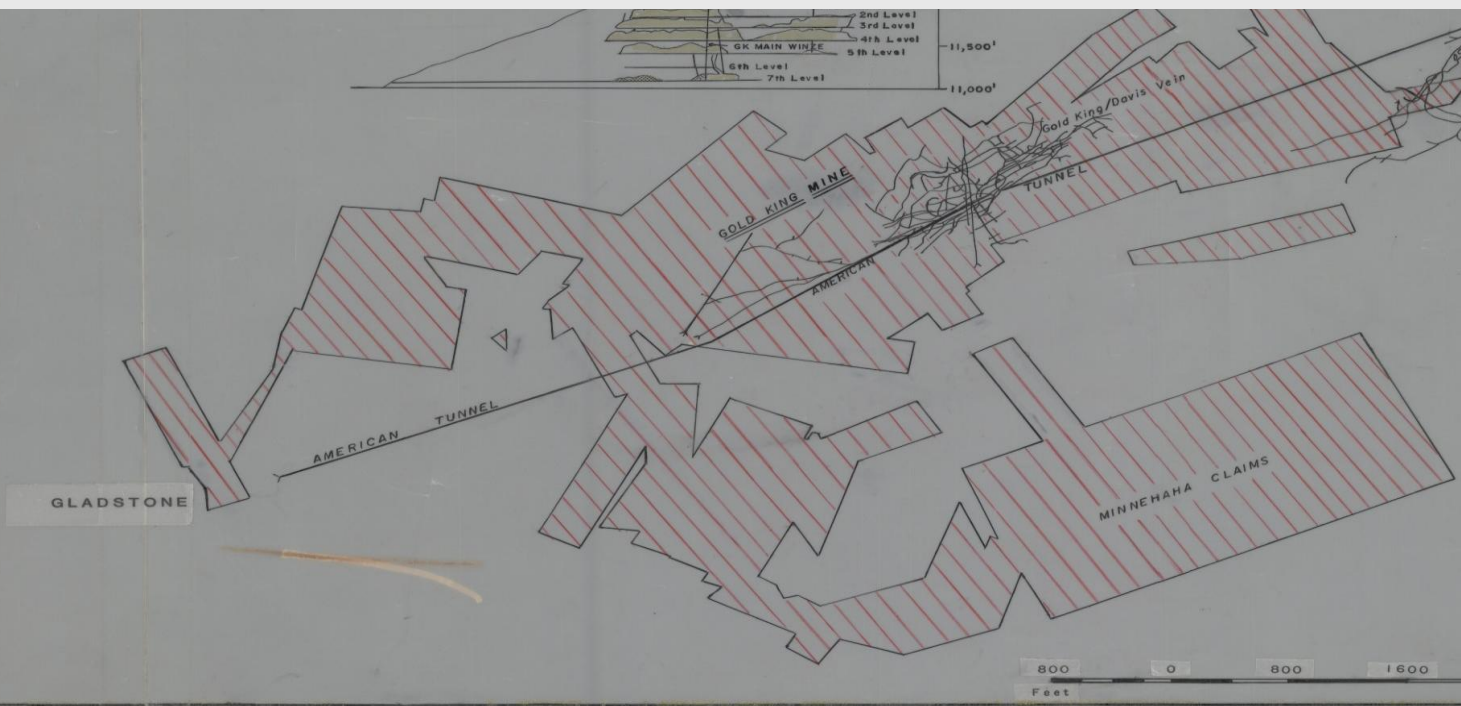 2nd Level
3rd Level
4th Level
GK MAIN WINZE
5th Level
6th Level
7th Level
11,500'
11,000'
Gold King/Davis Vein
GOLD KING MINE
TUNNEL
AMERICAN
AMERICAN TUNNEL
GLADSTONE
MINNEHAHA CLAIMS
800 0 800 1600
Feet